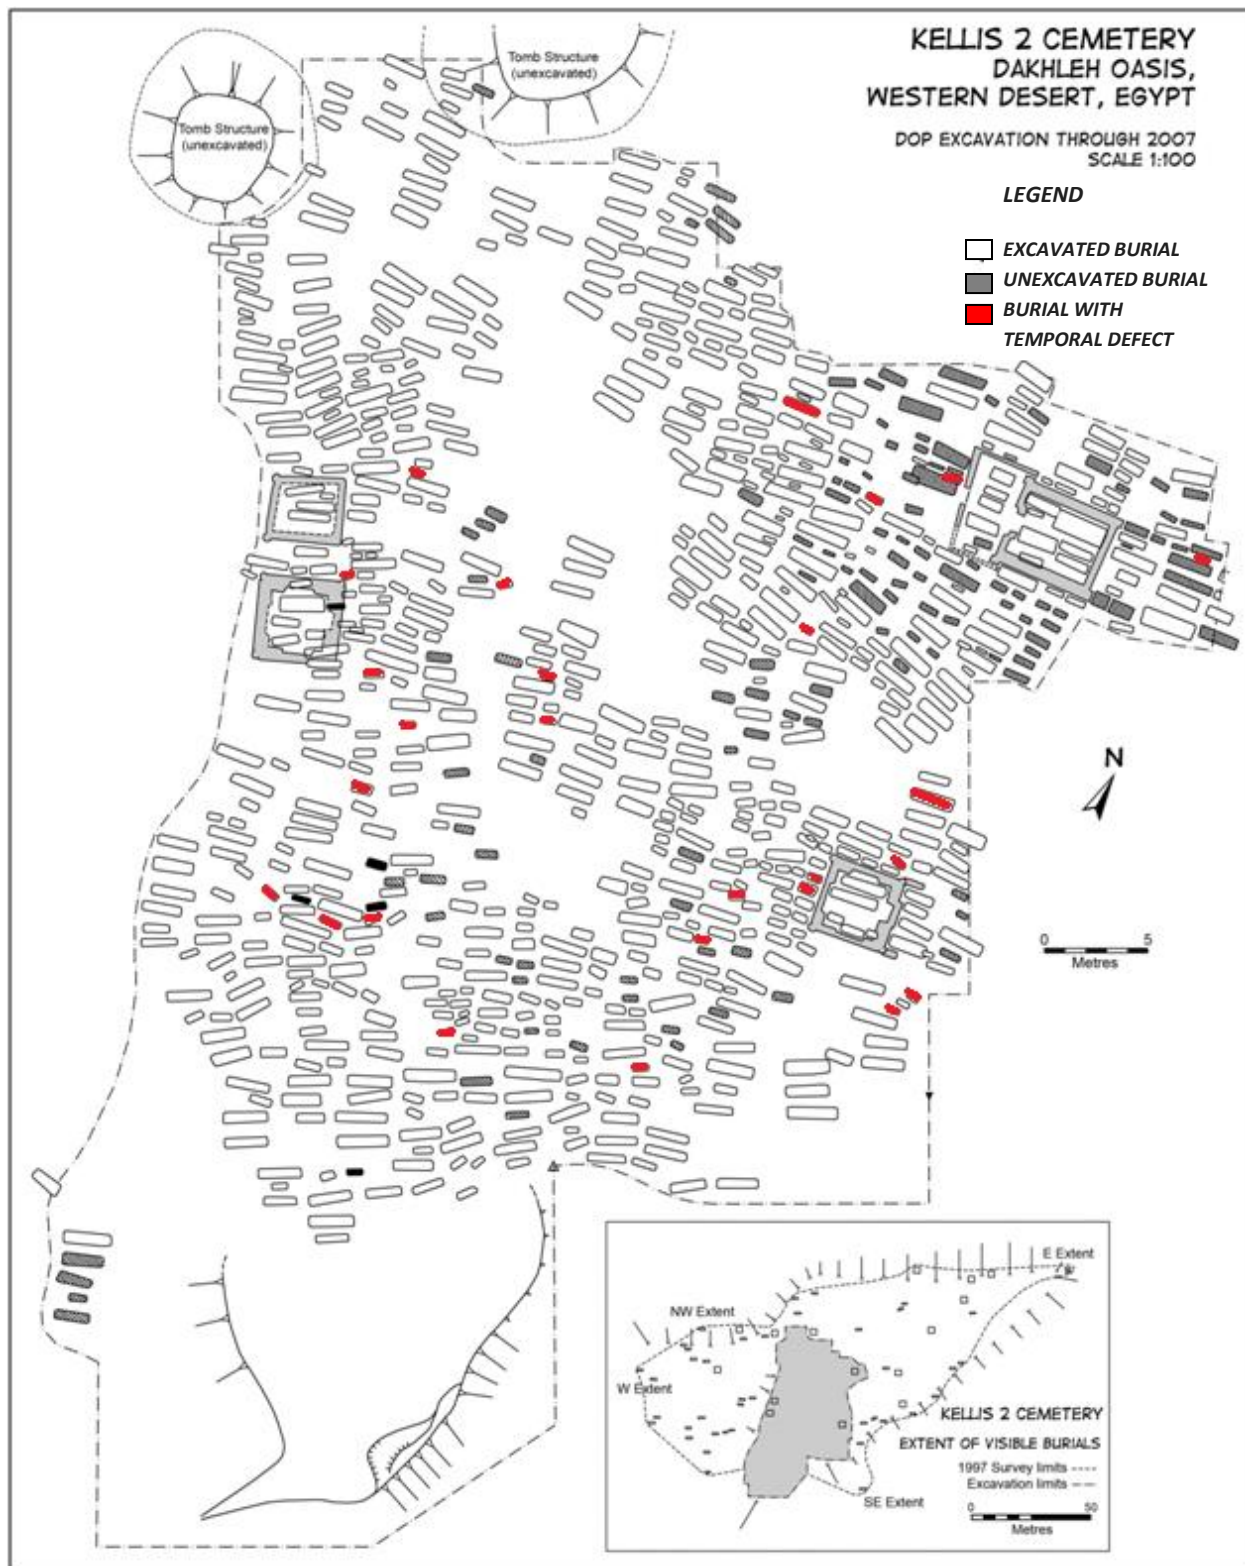 KELLIS 2 CEMETERY
DAKHLEH OASIS,
WESTERN DESERT, EGYPT
DOP EXCAVATION THROUGH 2007
SCALE 1:100
LEGEND
EXCAVATED BURIAL
UNEXCAVATED BURIAL
BURIAL WITH
TEMPORAL DEFECT
Tomb Structure
(unexcavated)
Tomb Structure
(unexcavated)
N
0 5
Metres
E Extent
NW Extent
W Extent
KELLIS 2 CEMETERY
EXTENT OF VISIBLE BURIALS
1997 Survey limits
Excavation limits
SE Extent
0 50
Metres